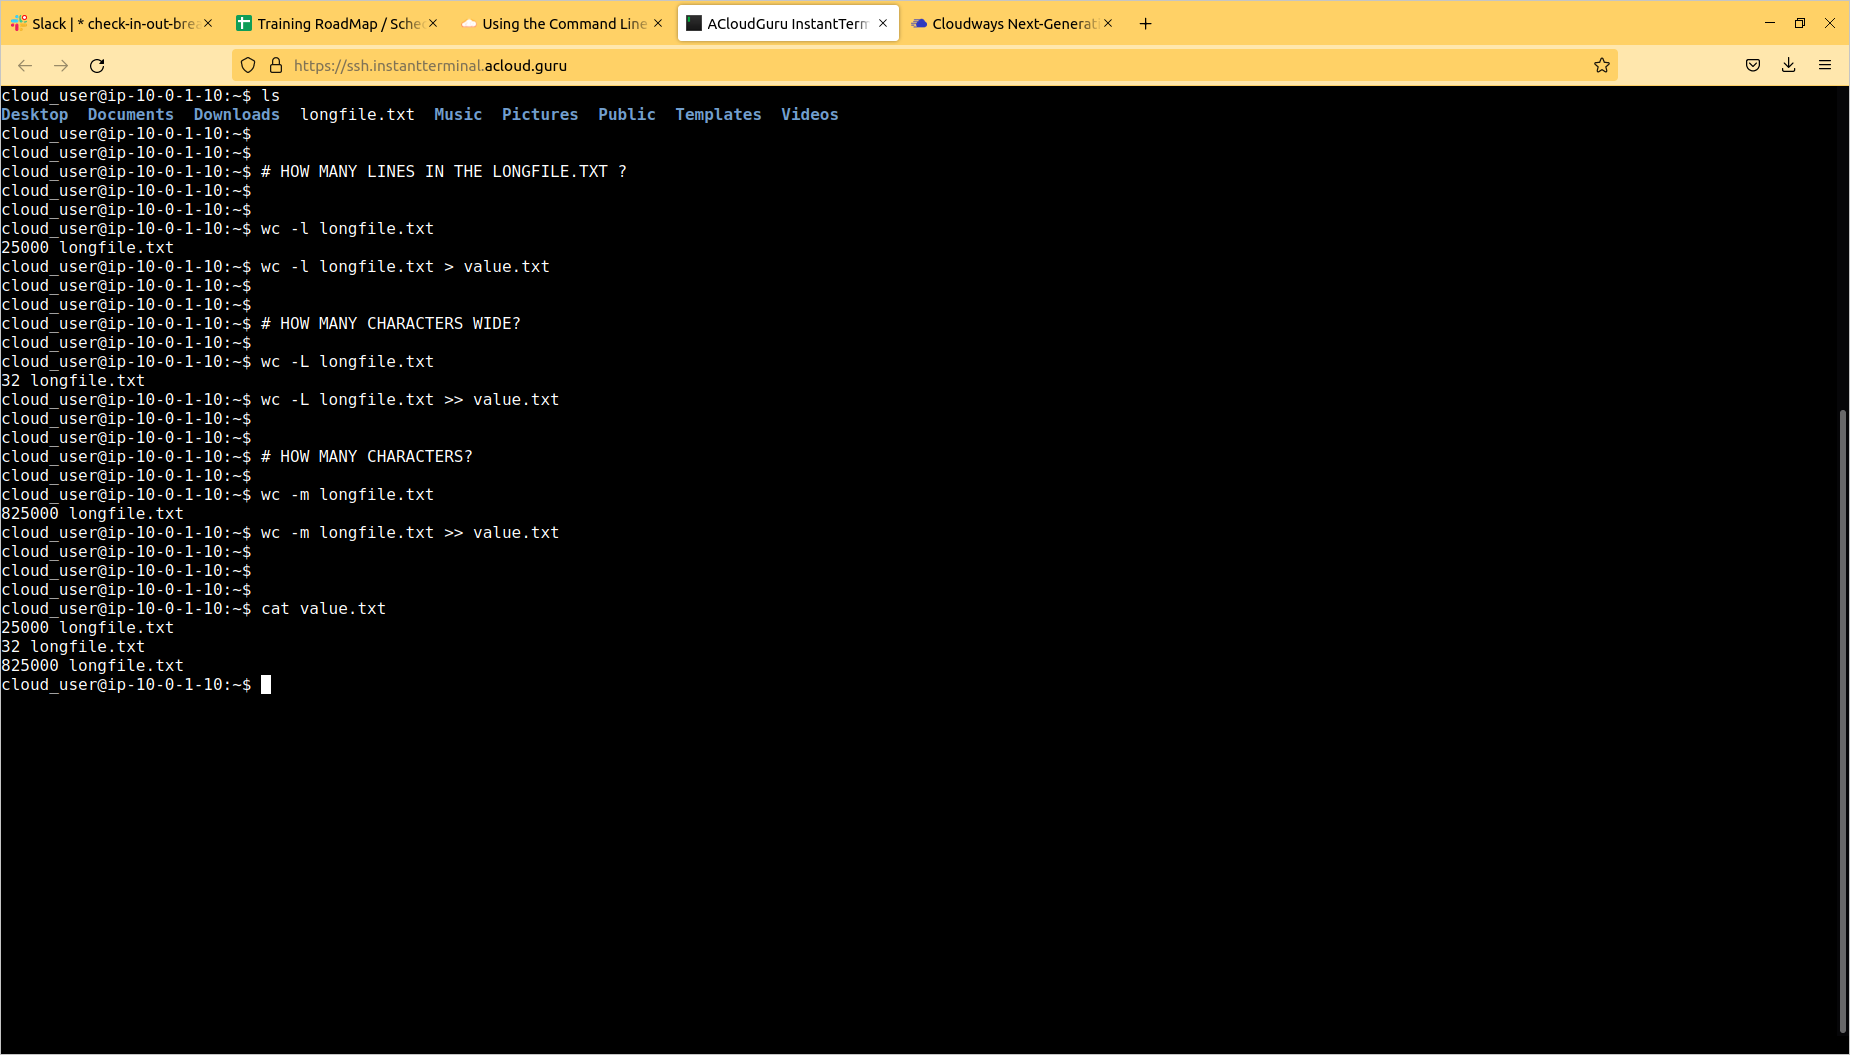 Slack | * check-in-out-brea
Training RoadMap / Sche
Using the Command Line
ACloudGuru InstantTerm
Cloudways Next-Generati
https://ssh.instantterminal.acloud.guru
cloud_user@ip-10-0-1-10:~$ ls
Desktop  Documents  Downloads  longfile.txt  Music  Pictures  Public  Templates  Videos
cloud_user@ip-10-0-1-10:~$
cloud_user@ip-10-0-1-10:~$
cloud_user@ip-10-0-1-10:~$ # HOW MANY LINES IN THE LONGFILE.TXT ?
cloud_user@ip-10-0-1-10:~$
cloud_user@ip-10-0-1-10:~$
cloud_user@ip-10-0-1-10:~$ wc -l longfile.txt
25000 longfile.txt
cloud_user@ip-10-0-1-10:~$ wc -l longfile.txt > value.txt
cloud_user@ip-10-0-1-10:~$
cloud_user@ip-10-0-1-10:~$
cloud_user@ip-10-0-1-10:~$ # HOW MANY CHARACTERS WIDE?
cloud_user@ip-10-0-1-10:~$
cloud_user@ip-10-0-1-10:~$ wc -L longfile.txt
32 longfile.txt
cloud_user@ip-10-0-1-10:~$ wc -L longfile.txt >> value.txt
cloud_user@ip-10-0-1-10:~$
cloud_user@ip-10-0-1-10:~$
cloud_user@ip-10-0-1-10:~$ # HOW MANY CHARACTERS?
cloud_user@ip-10-0-1-10:~$
cloud_user@ip-10-0-1-10:~$ wc -m longfile.txt
825000 longfile.txt
cloud_user@ip-10-0-1-10:~$ wc -m longfile.txt >> value.txt
cloud_user@ip-10-0-1-10:~$
cloud_user@ip-10-0-1-10:~$
cloud_user@ip-10-0-1-10:~$
cloud_user@ip-10-0-1-10:~$ cat value.txt
25000 longfile.txt
32 longfile.txt
825000 longfile.txt
cloud_user@ip-10-0-1-10:~$